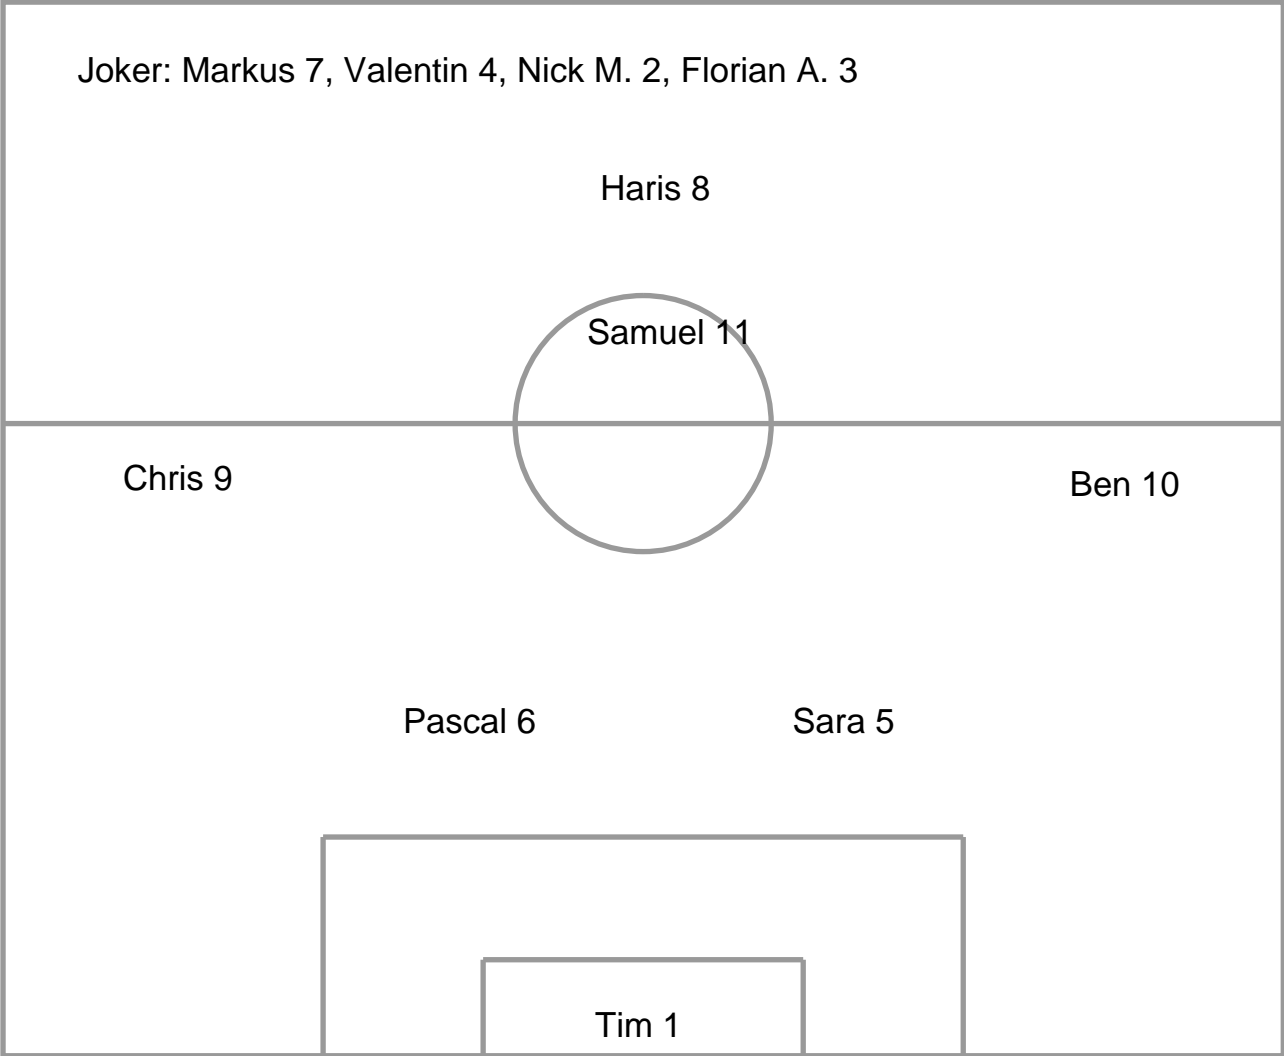 Joker: Markus 7, Valentin 4, Nick M. 2, Florian A. 3
Haris 8
Samuel 11
Chris 9
Ben 10
Pascal 6
Sara 5
Tim 1